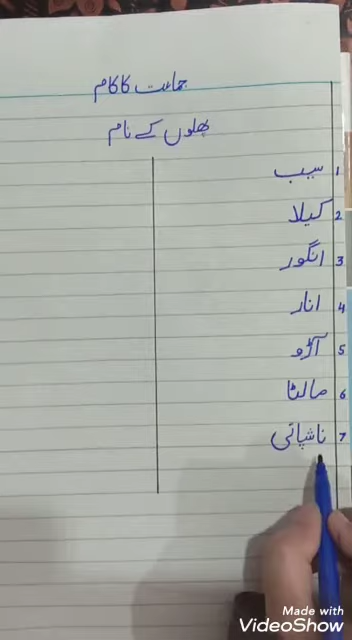 جماعت کا کام
پھلوں کے نام
1 سیب
2 کیلا
3 انگور
4 انار
5 آڑو
6 مالٹا
7 ناشپاتی
Made with
VideoShow